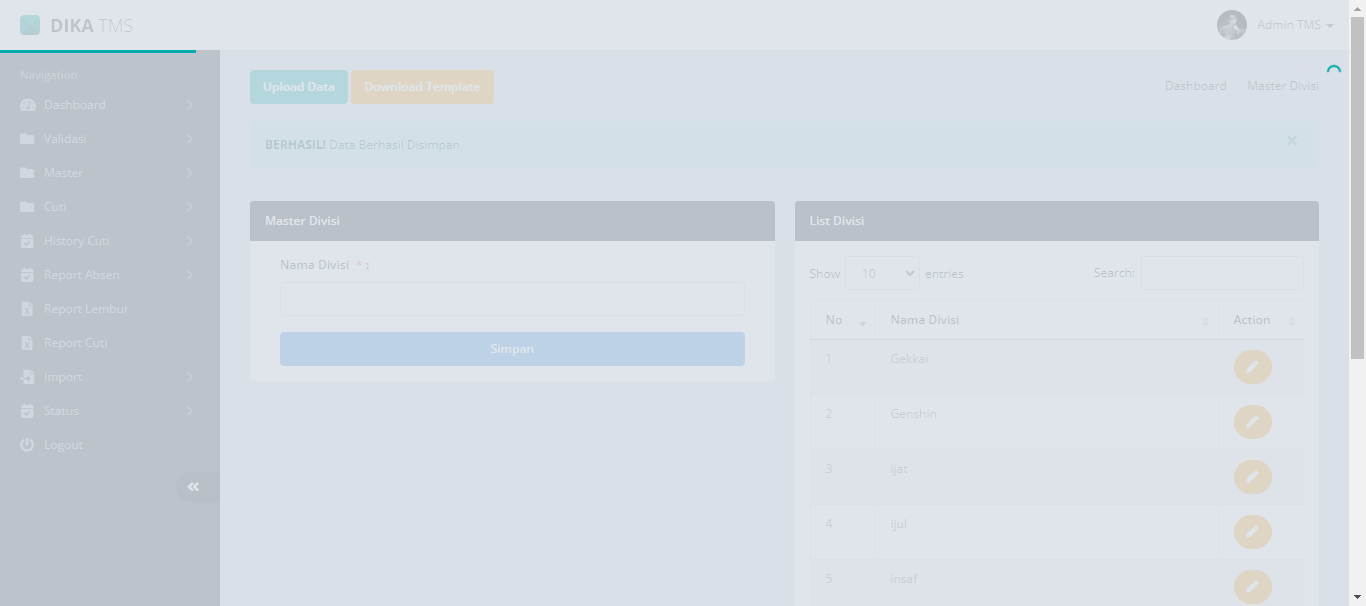 DIKA TMS
Admin TMS
Navigation
Dashboard
Validasi
Master
Cuti
History Cuti
Report Absen
Report Lembur
Report Cuti
Import
Status
Logout
Upload Data
Download Template
Dashboard
Master Divisi
BERHASIL! Data Berhasil Disimpan
×
Master Divisi
Nama Divisi * :
Simpan
List Divisi
Show 10 entries
Search:
No Nama Divisi Action
1 Gekkai
2 Genshin
3 ijat
4 ijul
5 insaf